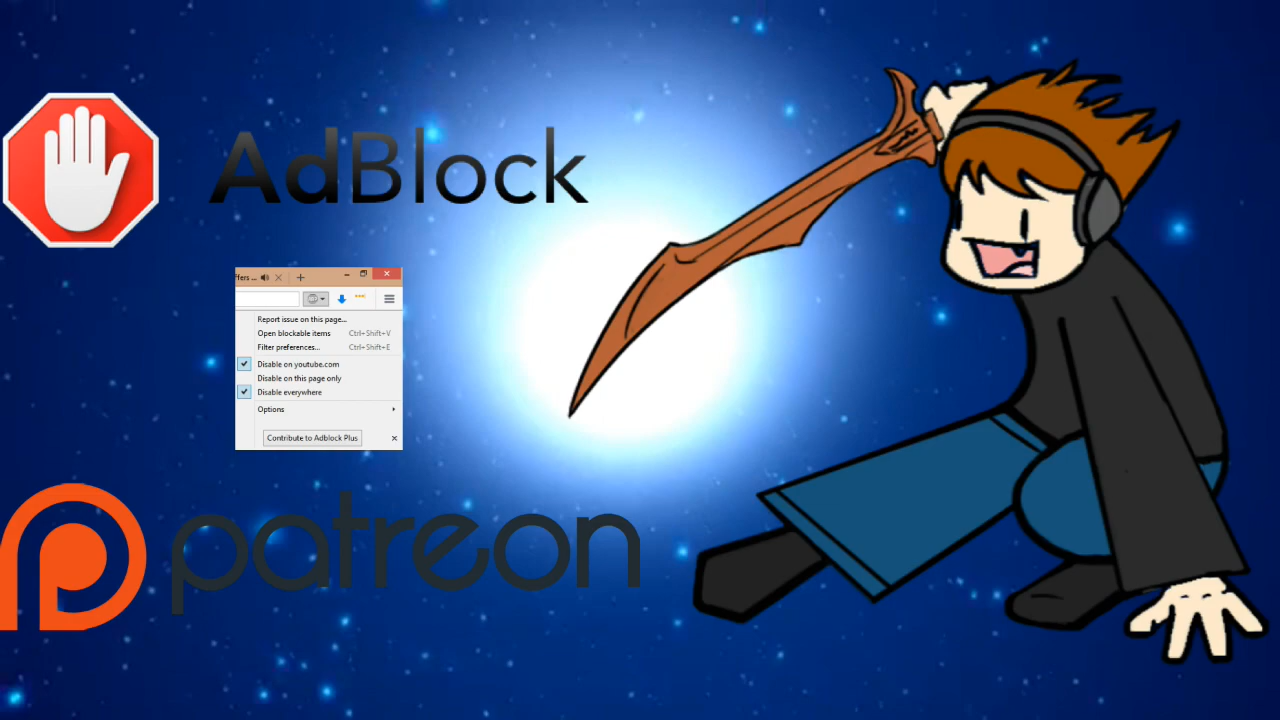 AdBlock
ffers ...
Report issue on this page...
Open blockable items Ctrl+Shift+V
Filter preferences... Ctrl+Shift+E
Disable on youtube.com
Disable on this page only
Disable everywhere
Options
Contribute to Adblock Plus
patreon